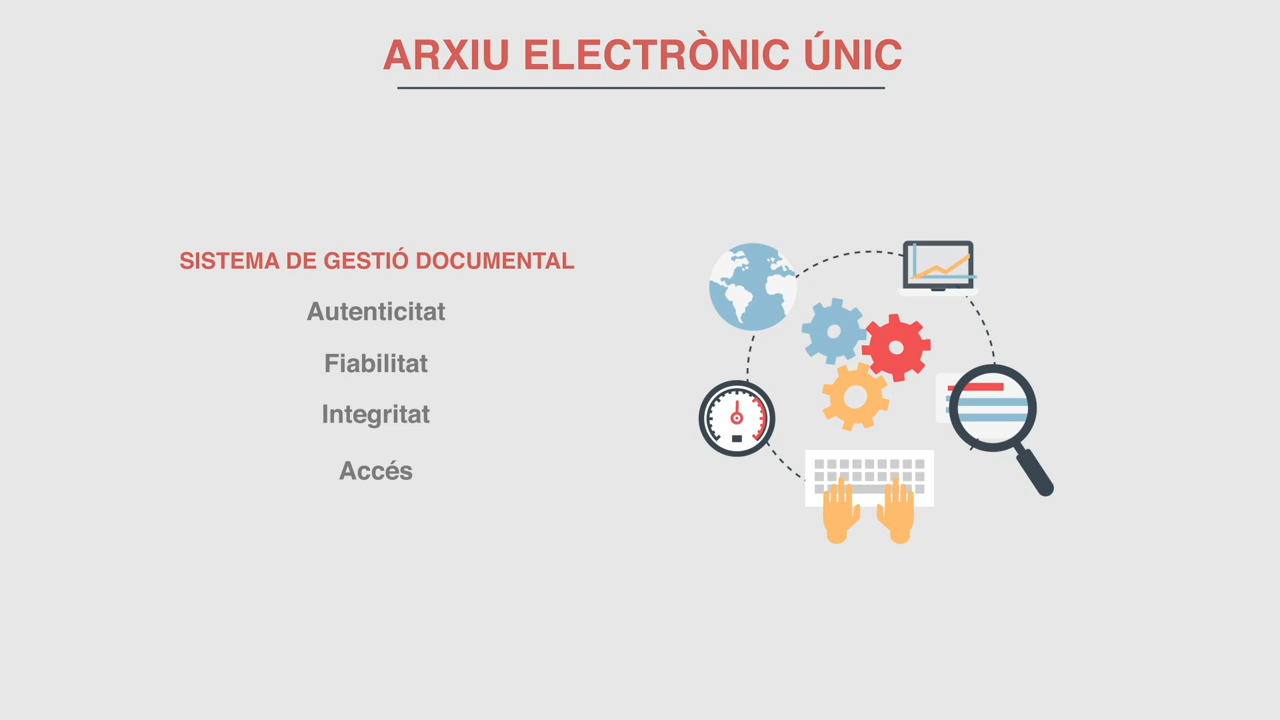 ARXIU ELECTRÒNIC ÚNIC
SISTEMA DE GESTIÓ DOCUMENTAL
Autenticitat
Fiabilitat
Integritat
Accés